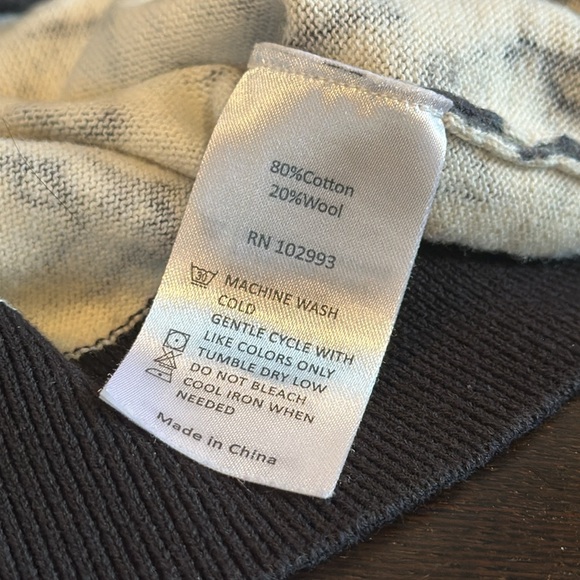 80%Cotton
20%Wool
RN 102993
30
MACHINE WASH
COLD
GENTLE CYCLE WITH
LIKE COLORS ONLY
TUMBLE DRY LOW
DO NOT BLEACH
COOL IRON WHEN
NEEDED
Made in China